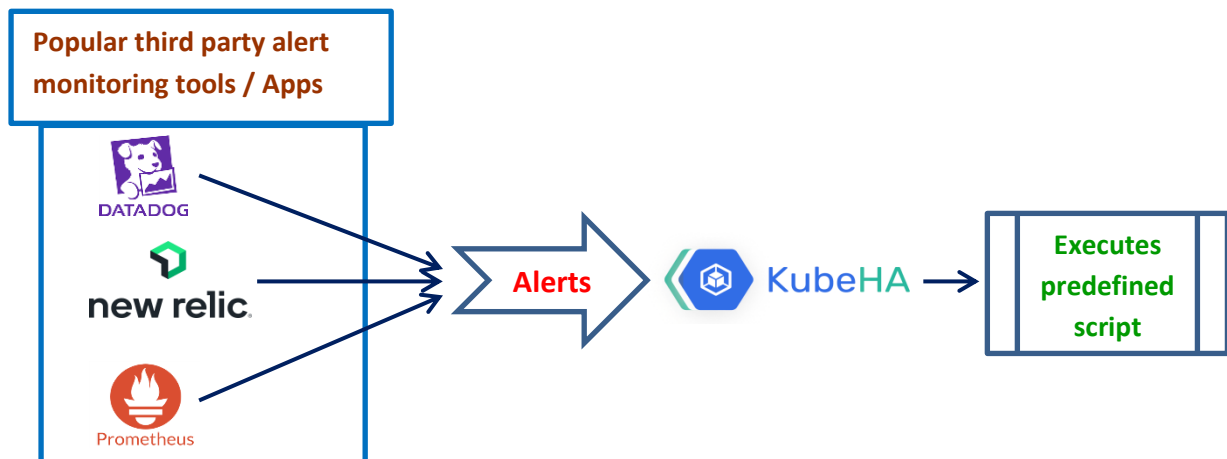 Popular third party alert
monitoring tools / Apps
DATADOG
new relic.
Prometheus
Alerts
KubeHA
Executes
predefined
script